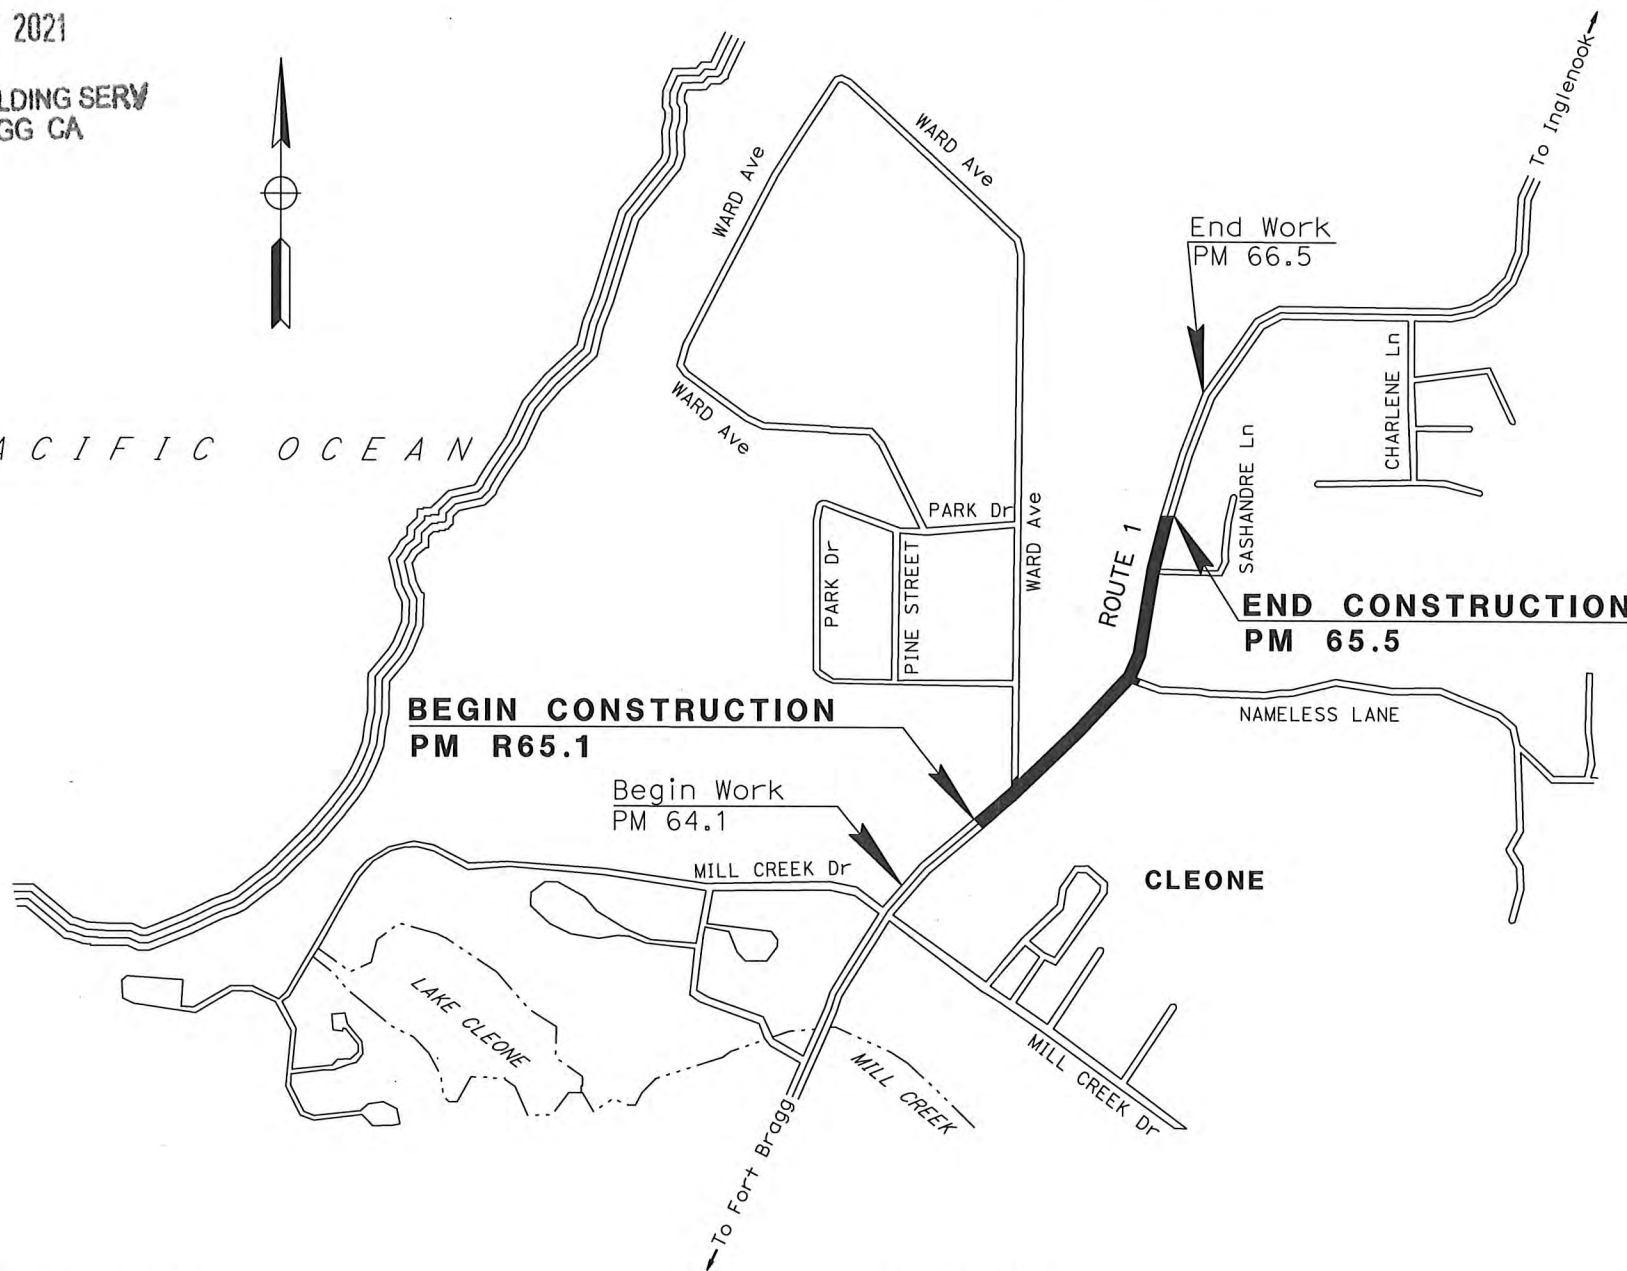 2021
GG CA
WARD Ave
WARD Ave
To Inglenook
End Work
PM 66.5
CHARLENE Ln
WARD Ave
OCEAN
SASHANDRE Ln
PARK Dr
WARD Ave
ROUTE 1
PARK Dr
PINE STREET
END CONSTRUCTION
PM 65.5
BEGIN CONSTRUCTION
PM R65.1
NAMELESS LANE
Begin Work
PM 64.1
MILL CREEK Dr
CLEONE
LAKE CLEONE
MILL CREEK
MILL CREEK Dr
To Fort Bragg